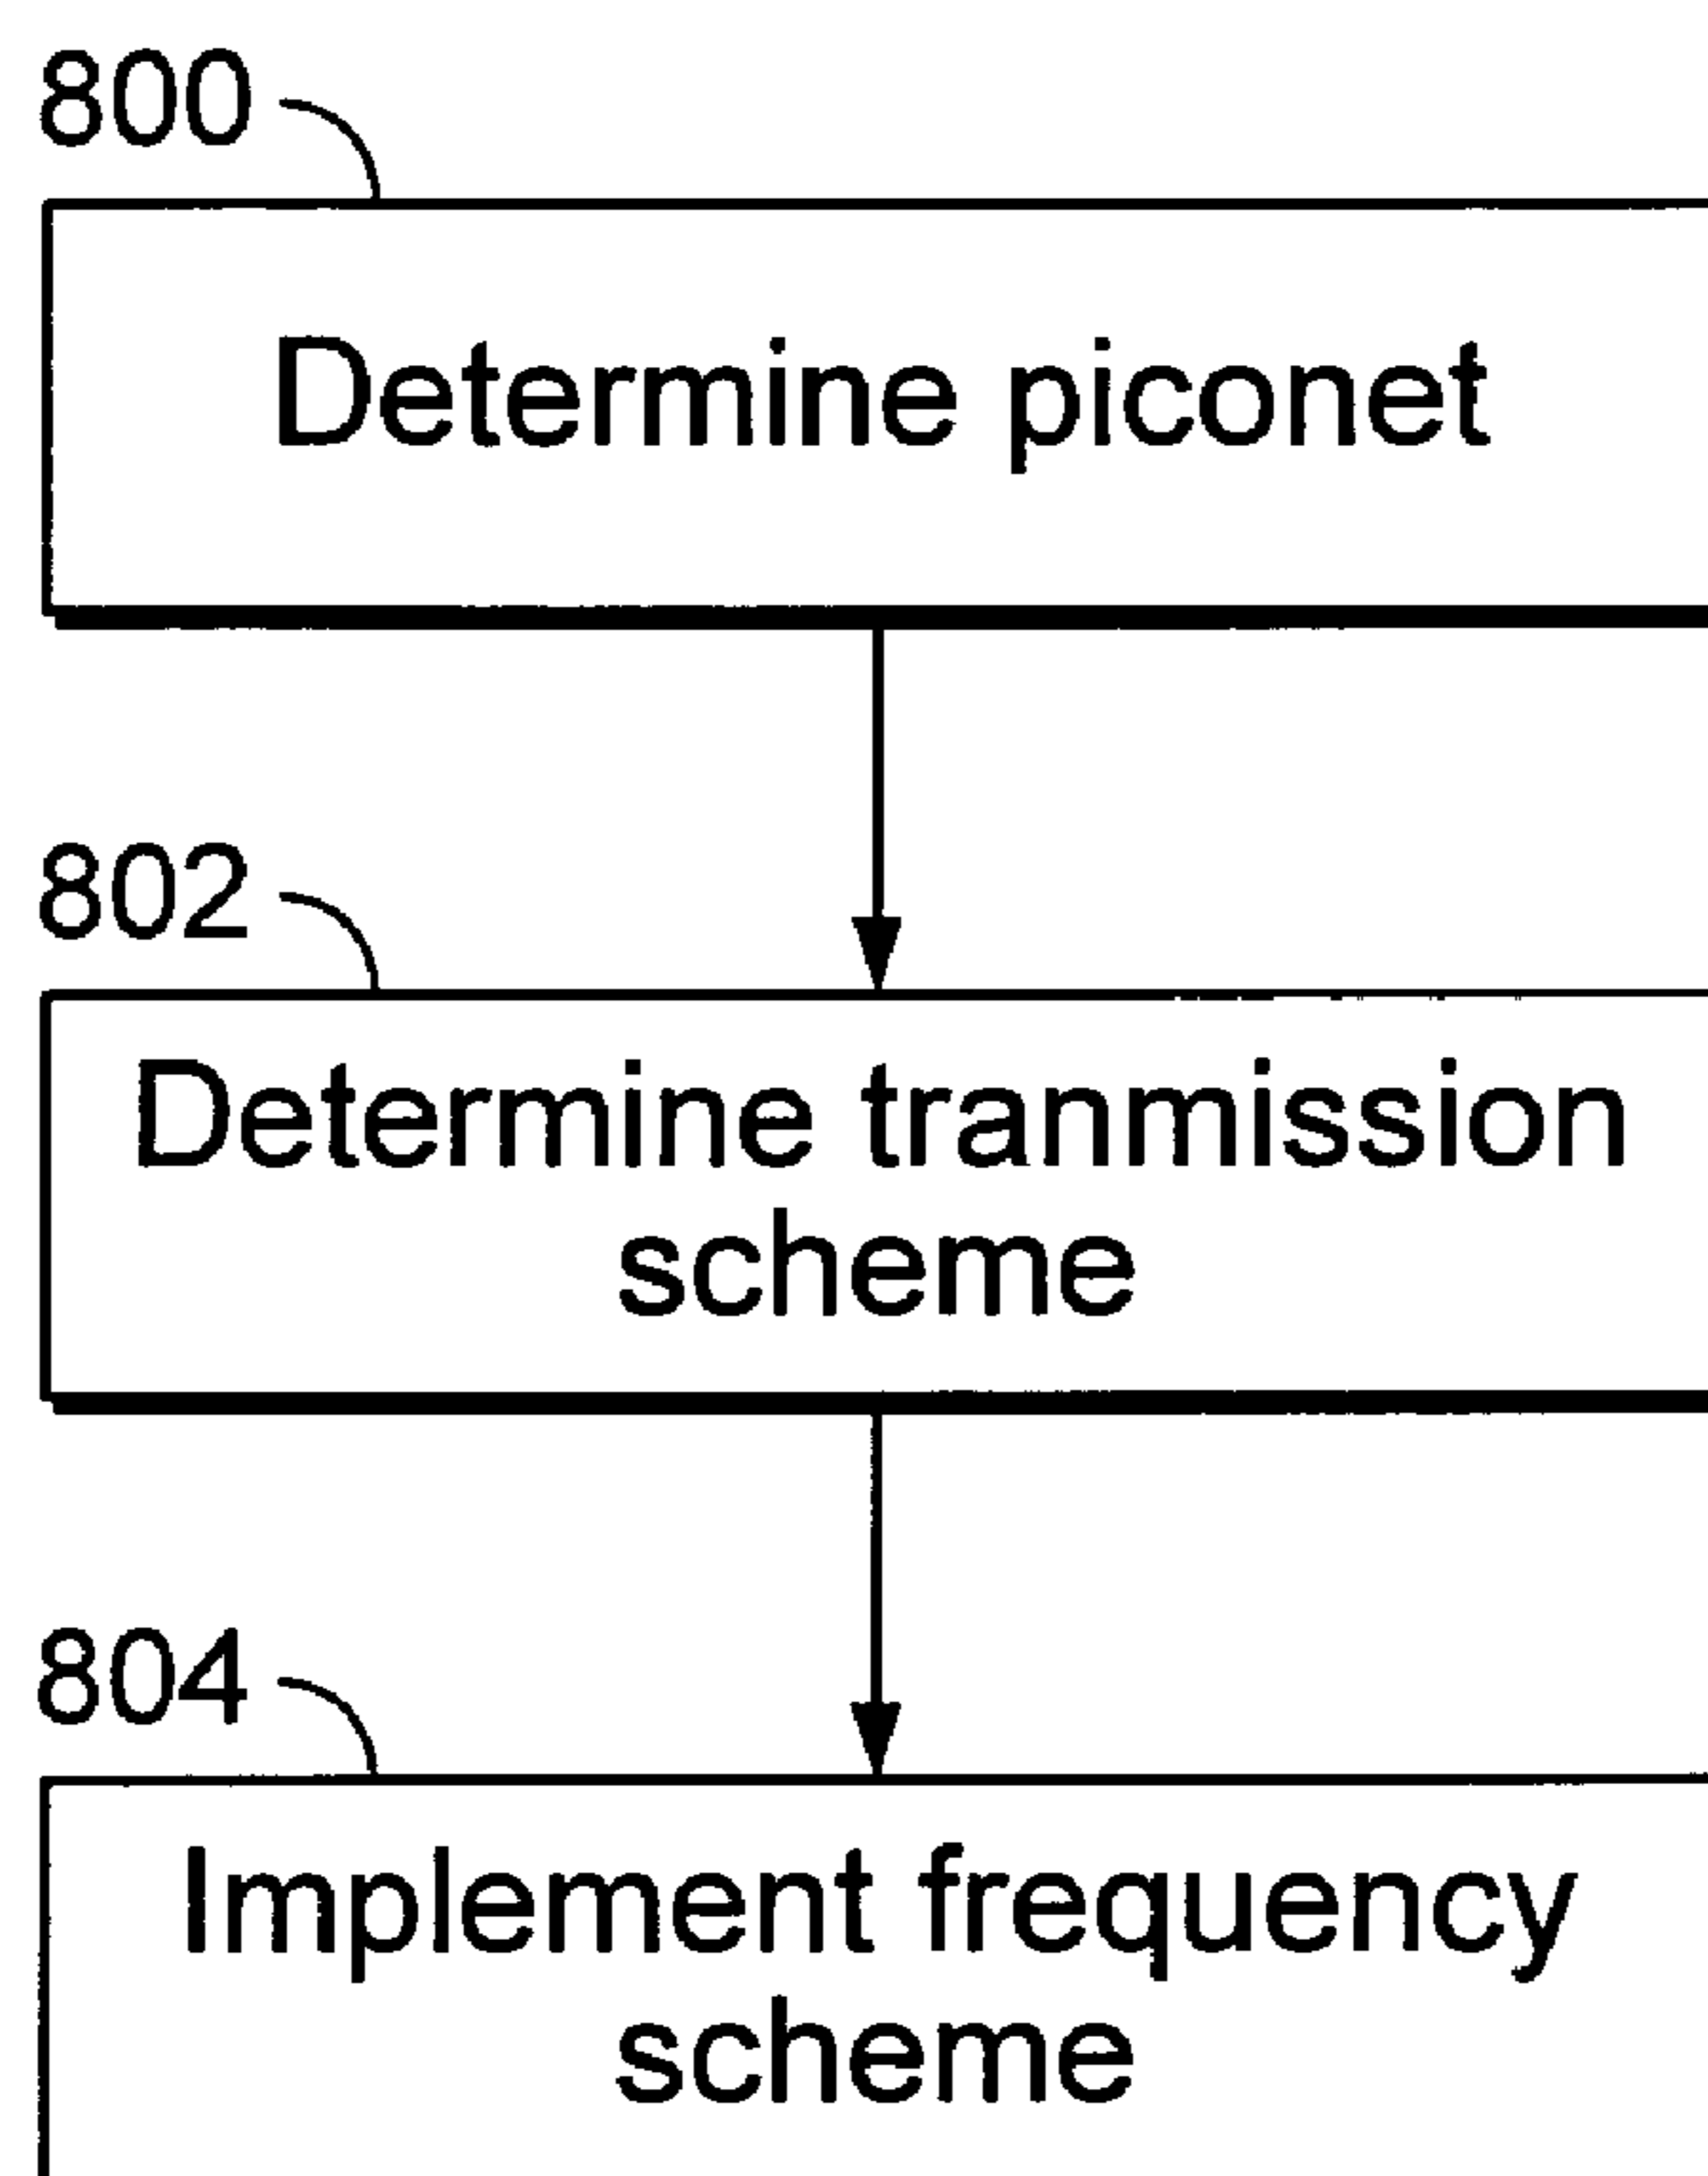 800
Determine piconet
802
Determine tranmission
scheme
804
Implement frequency
scheme